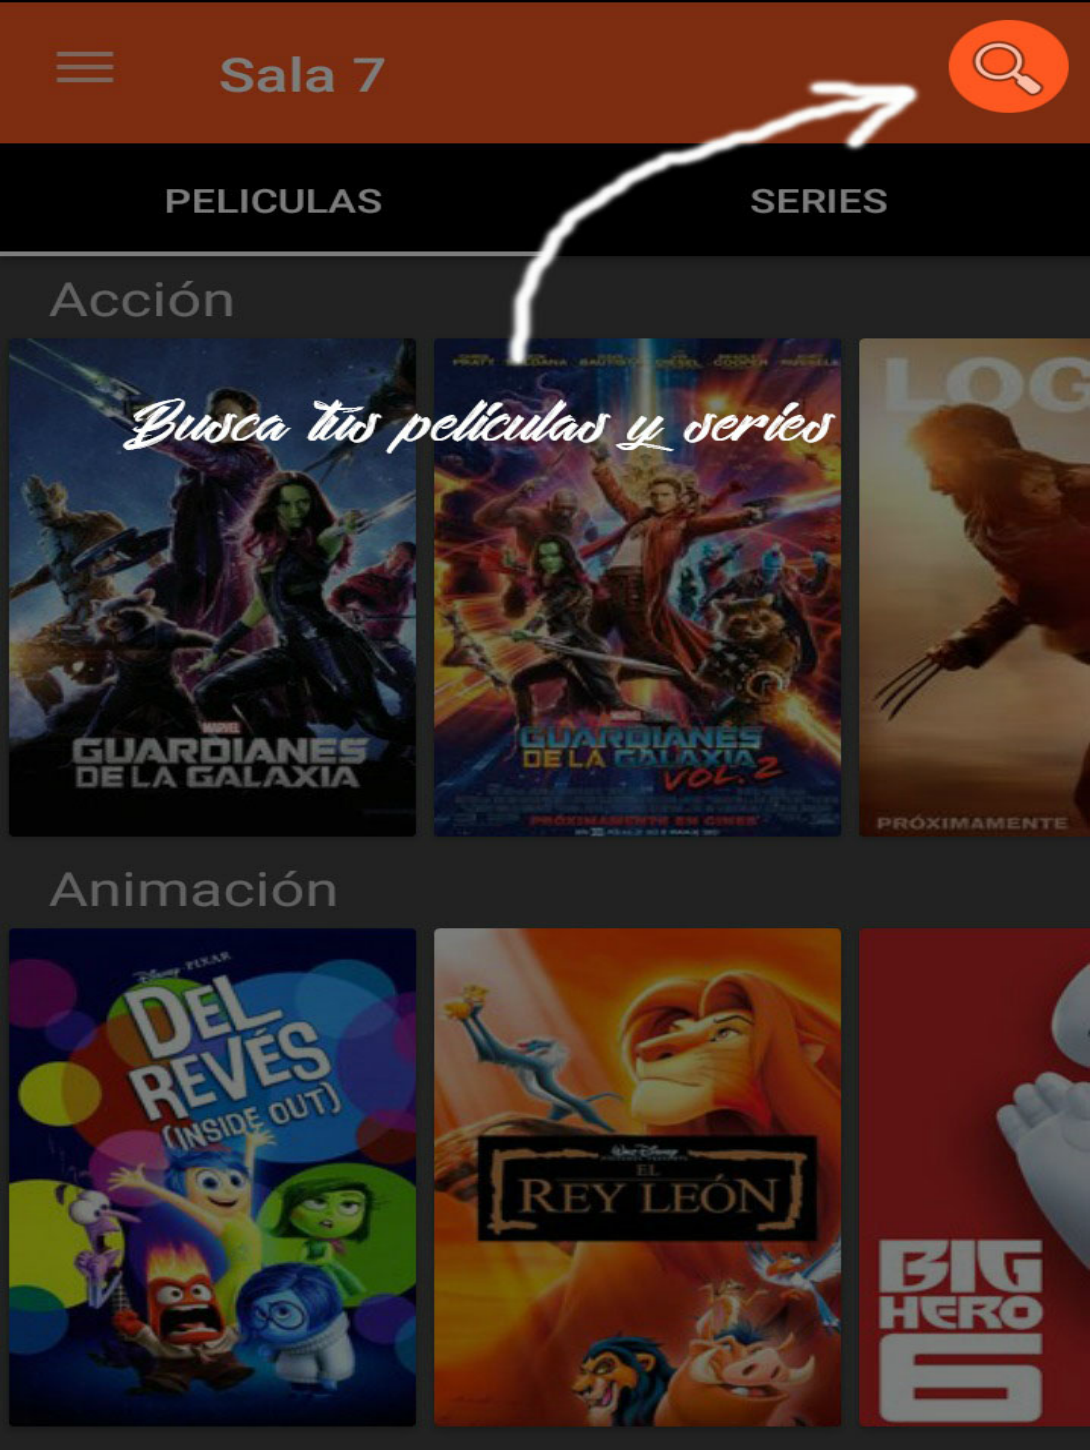 Sala 7
PELICULAS
SERIES
Acción
Busca tus peliculas y series
LOG
MARVEL
GUARDIANES
DE LA GALAXIA
MARVEL
GUARDIANES
DE LA GALAXIA
VOL. 2
PRÓXIMAMENTE EN CINES
PRÓXIMAMENTE
Animación
Disney PIXAR
DEL
REVÉS
(INSIDE OUT)
Walt Disney
EL
REY LEÓN
BIG
HERO
6